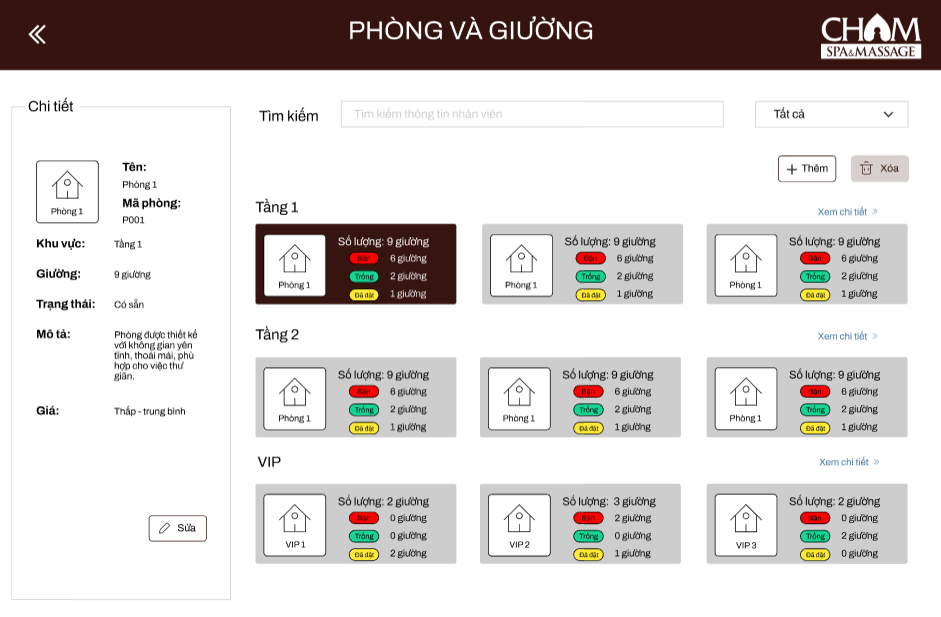 PHÒNG VÀ GIƯỜNG
CHAM
SPA&MASSAGE
Chi tiết
Phòng 1
Tên:
Phòng 1
Mã phòng:
P001
Khu vực: Tầng 1
Giường: 9 giường
Trạng thái: Có sẵn
Mô tả: Phòng được thiết kế
với không gian yên
tĩnh, thoải mái, phù
hợp cho việc thư
giãn.
Giá: Thấp - trung bình
Sửa
Tìm kiếm
Tìm kiếm thông tin nhân viên
Tất cả
Thêm
Xóa
Tầng 1
Xem chi tiết
Phòng 1
Số lượng: 9 giường
Bận 6 giường
Trống 2 giường
Đã đặt 1 giường
Phòng 1
Số lượng: 9 giường
Bận 6 giường
Trống 2 giường
Đã đặt 1 giường
Phòng 1
Số lượng: 9 giường
Bận 6 giường
Trống 2 giường
Đã đặt 1 giường
Tầng 2
Xem chi tiết
Phòng 1
Số lượng: 9 giường
Bận 6 giường
Trống 2 giường
Đã đặt 1 giường
Phòng 1
Số lượng: 9 giường
Bận 6 giường
Trống 2 giường
Đã đặt 1 giường
Phòng 1
Số lượng: 9 giường
Bận 6 giường
Trống 2 giường
Đã đặt 1 giường
VIP
Xem chi tiết
VIP 1
Số lượng: 2 giường
Bận 0 giường
Trống 0 giường
Đã đặt 2 giường
VIP 2
Số lượng: 3 giường
Bận 2 giường
Trống 0 giường
Đã đặt 1 giường
VIP 3
Số lượng: 2 giường
Bận 0 giường
Trống 2 giường
Đã đặt 0 giường